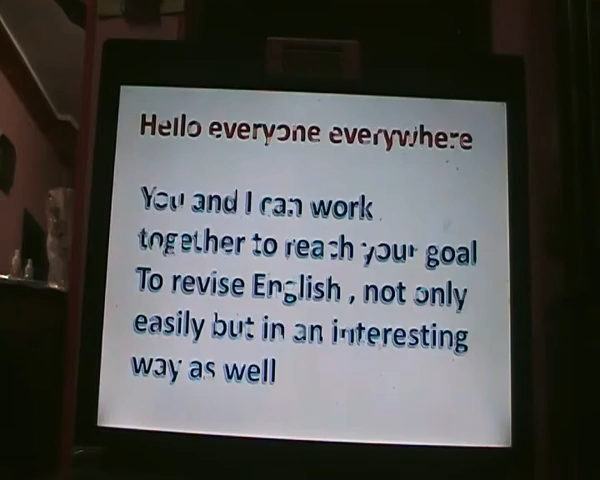 Hello everyone everywhere
You and I can work
together to reach your goal
To revise English , not only
easily but in an interesting
way as well